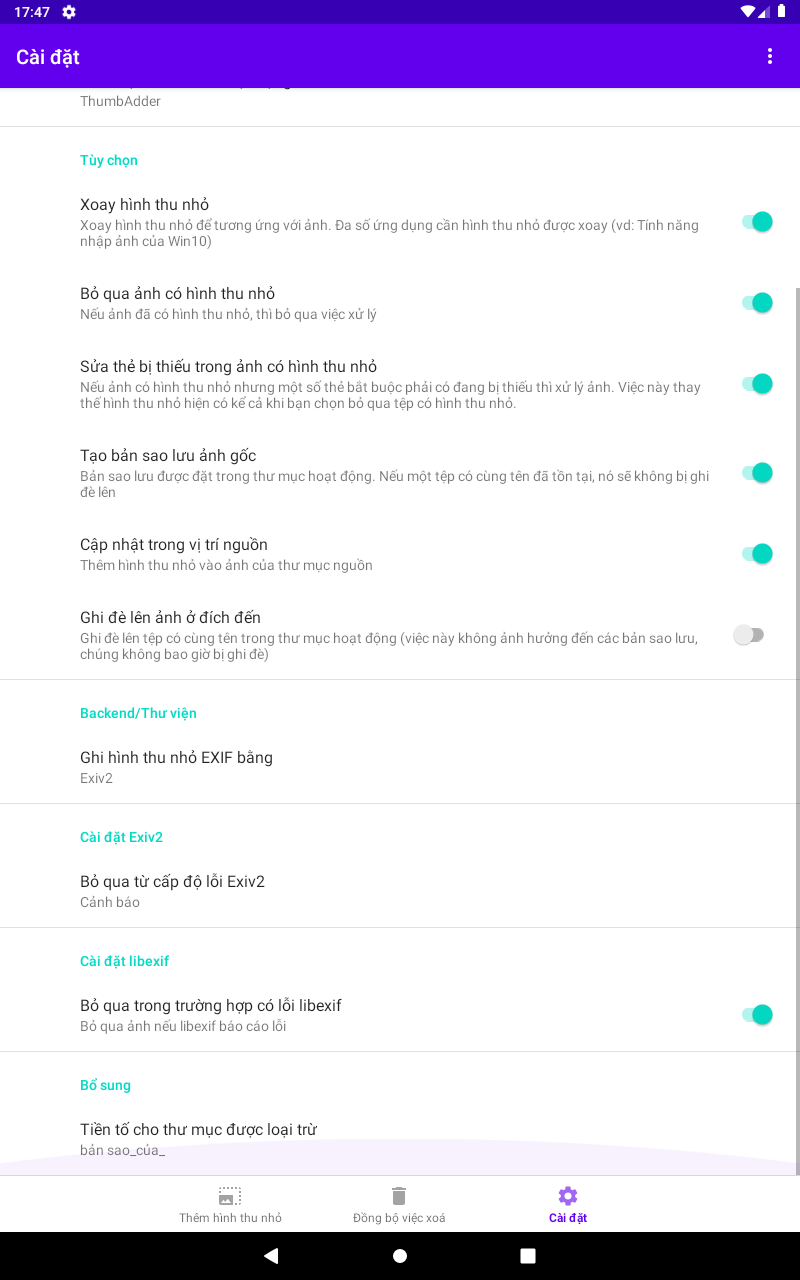 17:47
Cài đặt
ThumbAdder
Tùy chọn
Xoay hình thu nhỏ
Xoay hình thu nhỏ để tương ứng với ảnh. Đa số ứng dụng cần hình thu nhỏ được xoay (vd: Tính năng
nhập ảnh của Win10)
Bỏ qua ảnh có hình thu nhỏ
Nếu ảnh đã có hình thu nhỏ, thì bỏ qua việc xử lý
Sửa thẻ bị thiếu trong ảnh có hình thu nhỏ
Nếu ảnh có hình thu nhỏ nhưng một số thẻ bắt buộc phải có đang bị thiếu thì xử lý ảnh. Việc này thay
thế hình thu nhỏ hiện có kể cả khi bạn chọn bỏ qua tệp có hình thu nhỏ.
Tạo bản sao lưu ảnh gốc
Bản sao lưu được đặt trong thư mục hoạt động. Nếu một tệp có cùng tên đã tồn tại, nó sẽ không bị ghi
đè lên
Cập nhật trong vị trí nguồn
Thêm hình thu nhỏ vào ảnh của thư mục nguồn
Ghi đè lên ảnh ở đích đến
Ghi đè lên tệp có cùng tên trong thư mục hoạt động (việc này không ảnh hưởng đến các bản sao lưu,
chúng không bao giờ bị ghi đè)
Backend/Thư viện
Ghi hình thu nhỏ EXIF bằng
Exiv2
Cài đặt Exiv2
Bỏ qua từ cấp độ lỗi Exiv2
Cảnh báo
Cài đặt libexif
Bỏ qua trong trường hợp có lỗi libexif
Bỏ qua ảnh nếu libexif báo cáo lỗi
Bổ sung
Tiền tố cho thư mục được loại trừ
bản sao_của_
Thêm hình thu nhỏ
Đồng bộ việc xoá
Cài đặt